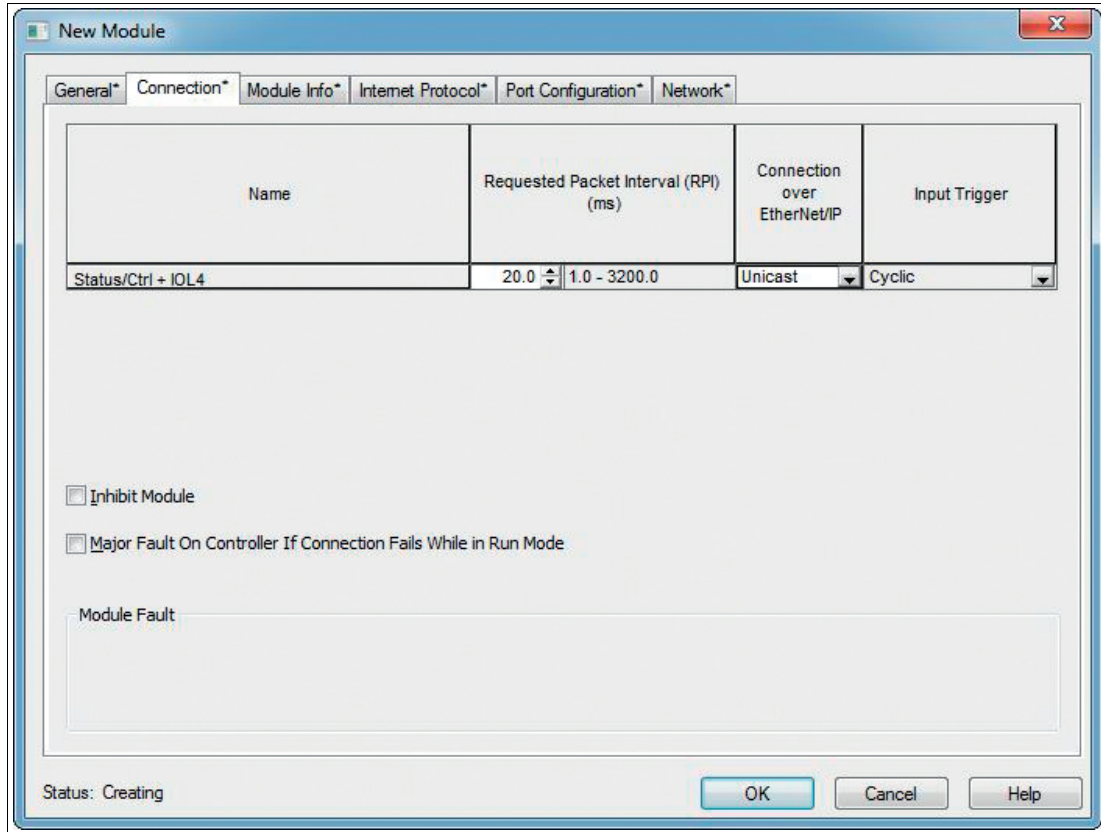 New Module
General* Connection* Module Info* Internet Protocol* Port Configuration* Network*
Name
Requested Packet Interval (RPI)
(ms)
Connection
over
EtherNet/IP
Input Trigger
Status/Ctrl + IOL4 20.0 1.0 - 3200.0 Unicast Cyclic
Inhibit Module
Major Fault On Controller If Connection Fails While in Run Mode
Module Fault
Status: Creating OK Cancel Help